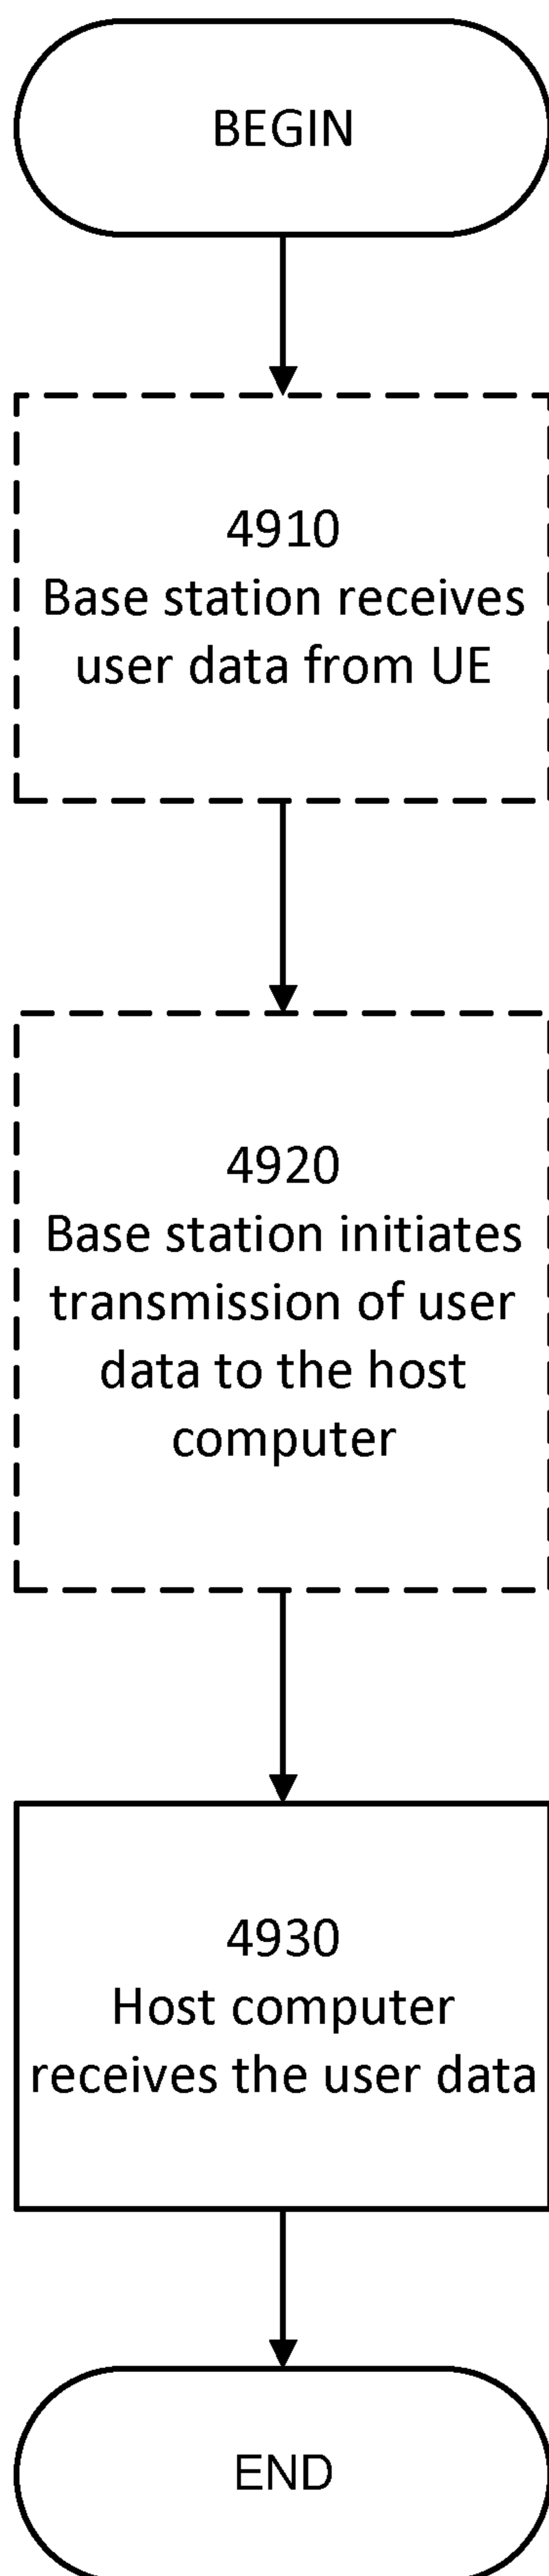 BEGIN
4910
Base station receives
user data from UE
4920
Base station initiates
transmission of user
data to the host
computer
4930
Host computer
receives the user data
END